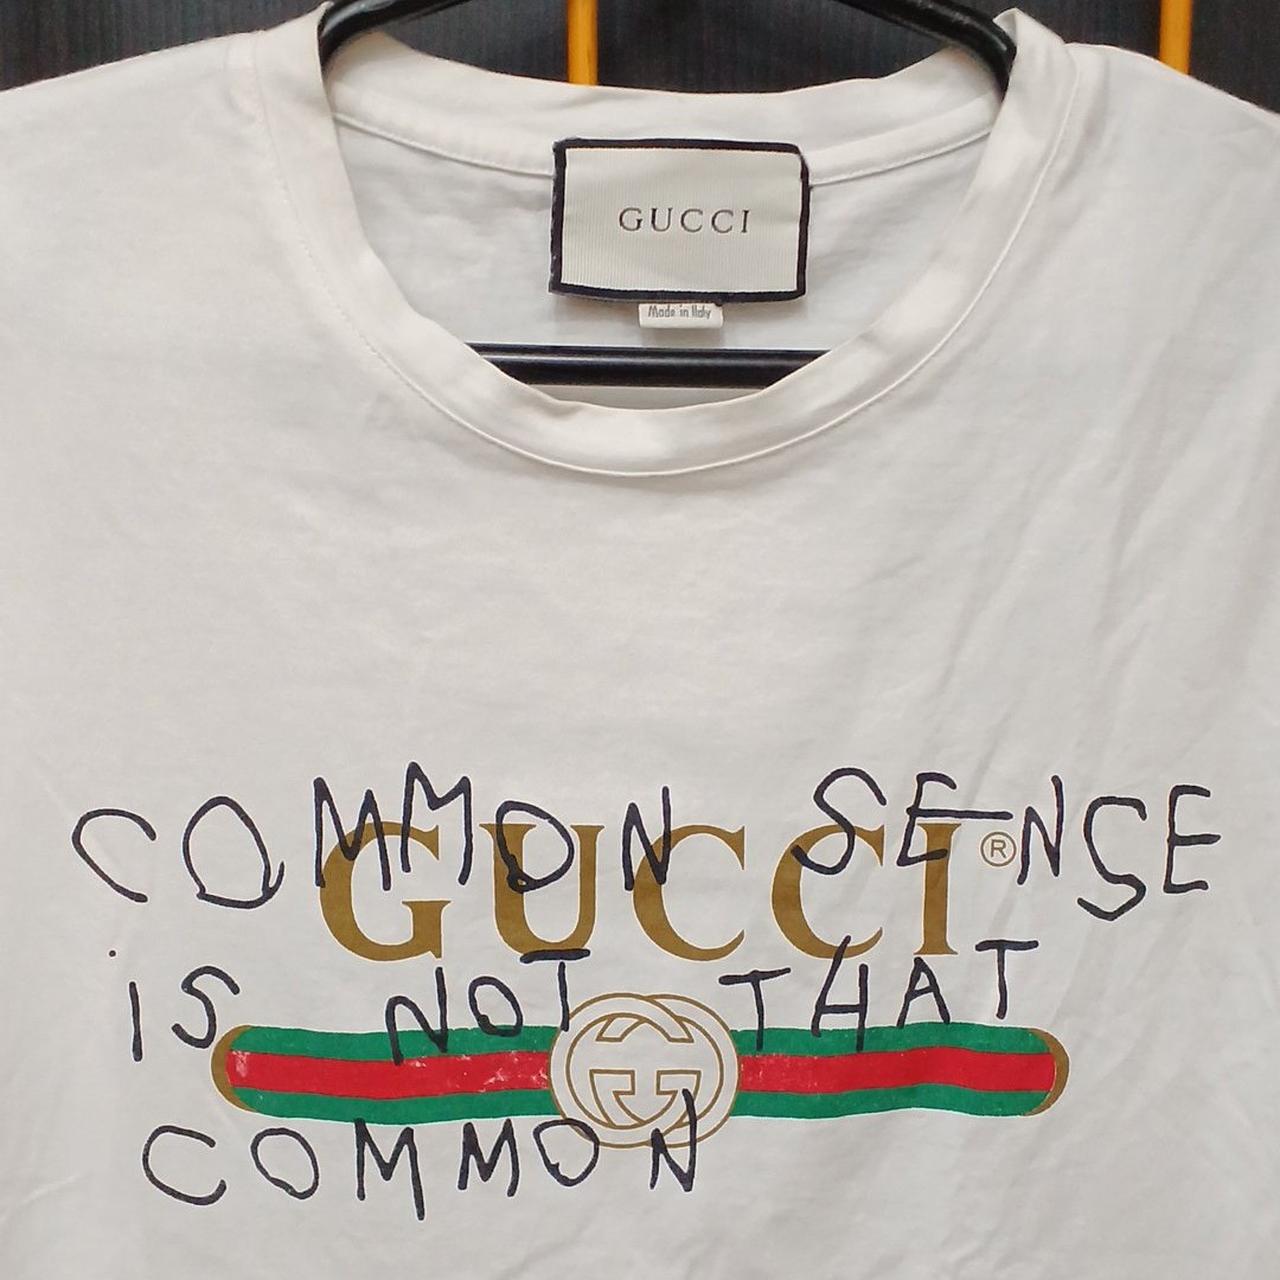 GUCCI
Made in Italy
COMMON SENSE
GUCCI ®
iS NOT THAT
COMMON